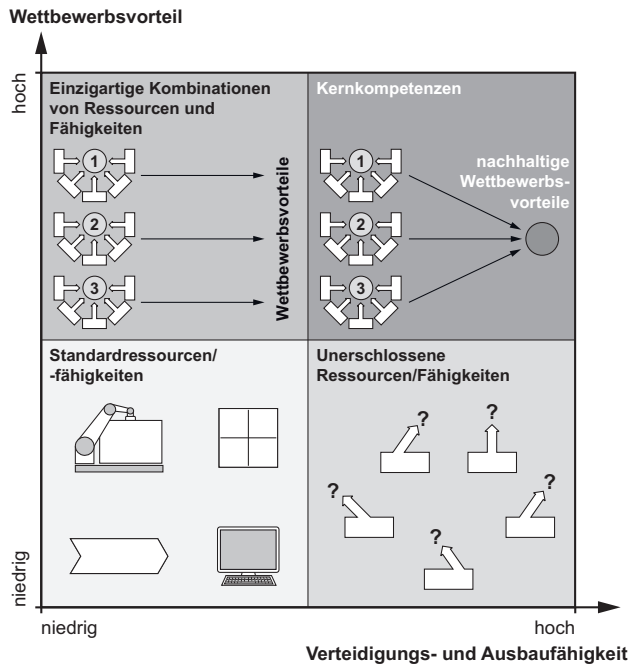 Wettbewerbsvorteil
hoch
Einzigartige Kombinationen
von Ressourcen und
Fähigkeiten
1
2
3
Wettbewerbsvorteile
Kernkompetenzen
1
2
3
nachhaltige
Wettbewerbs-
vorteile
Standardressourcen/
-fähigkeiten
Unerschlossene
Ressourcen/Fähigkeiten
?
?
?
?
?
niedrig
niedrig
hoch
Verteidigungs- und Ausbaufähigkeit